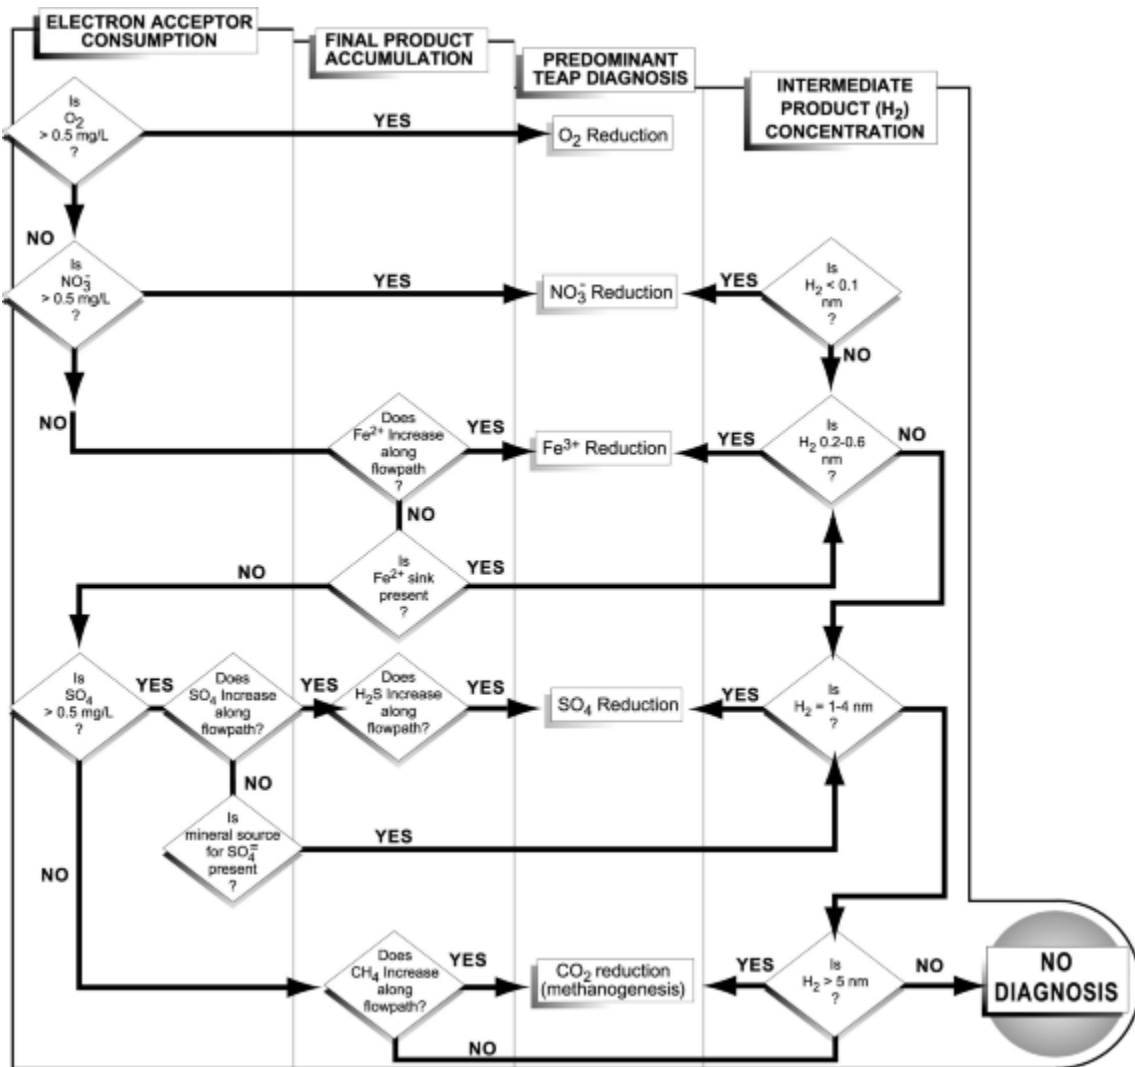 ELECTRON ACCEPTOR
CONSUMPTION
FINAL PRODUCT
ACCUMULATION
PREDOMINANT
TEAP DIAGNOSIS
INTERMEDIATE
PRODUCT (H₂)
CONCENTRATION
Is
O₂
> 0.5 mg/L
?
YES
O₂ Reduction
NO
Is
NO₃⁻
> 0.5 mg/L
?
YES
NO₃⁻ Reduction
YES
Is
H₂ < 0.1
nm
?
NO
NO
Does
Fe²⁺ Increase
along
flowpath
?
YES
Fe³⁺ Reduction
YES
Is
H₂ 0.2-0.6
nm
?
NO
NO
NO
Is
Fe²⁺ sink
present
?
YES
Is
SO₄
> 0.5 mg/L
?
YES
Does
SO₄ Increase
along
flowpath?
YES
Does
H₂S Increase
along
flowpath?
YES
SO₄ Reduction
YES
Is
H₂ = 1-4 nm
?
NO
Is
mineral source
for SO₄⁼
present
?
YES
NO
Does
CH₄ Increase
along
flowpath?
YES
CO₂ reduction
(methanogenesis)
YES
Is
H₂ > 5 nm
?
NO
NO
DIAGNOSIS
NO